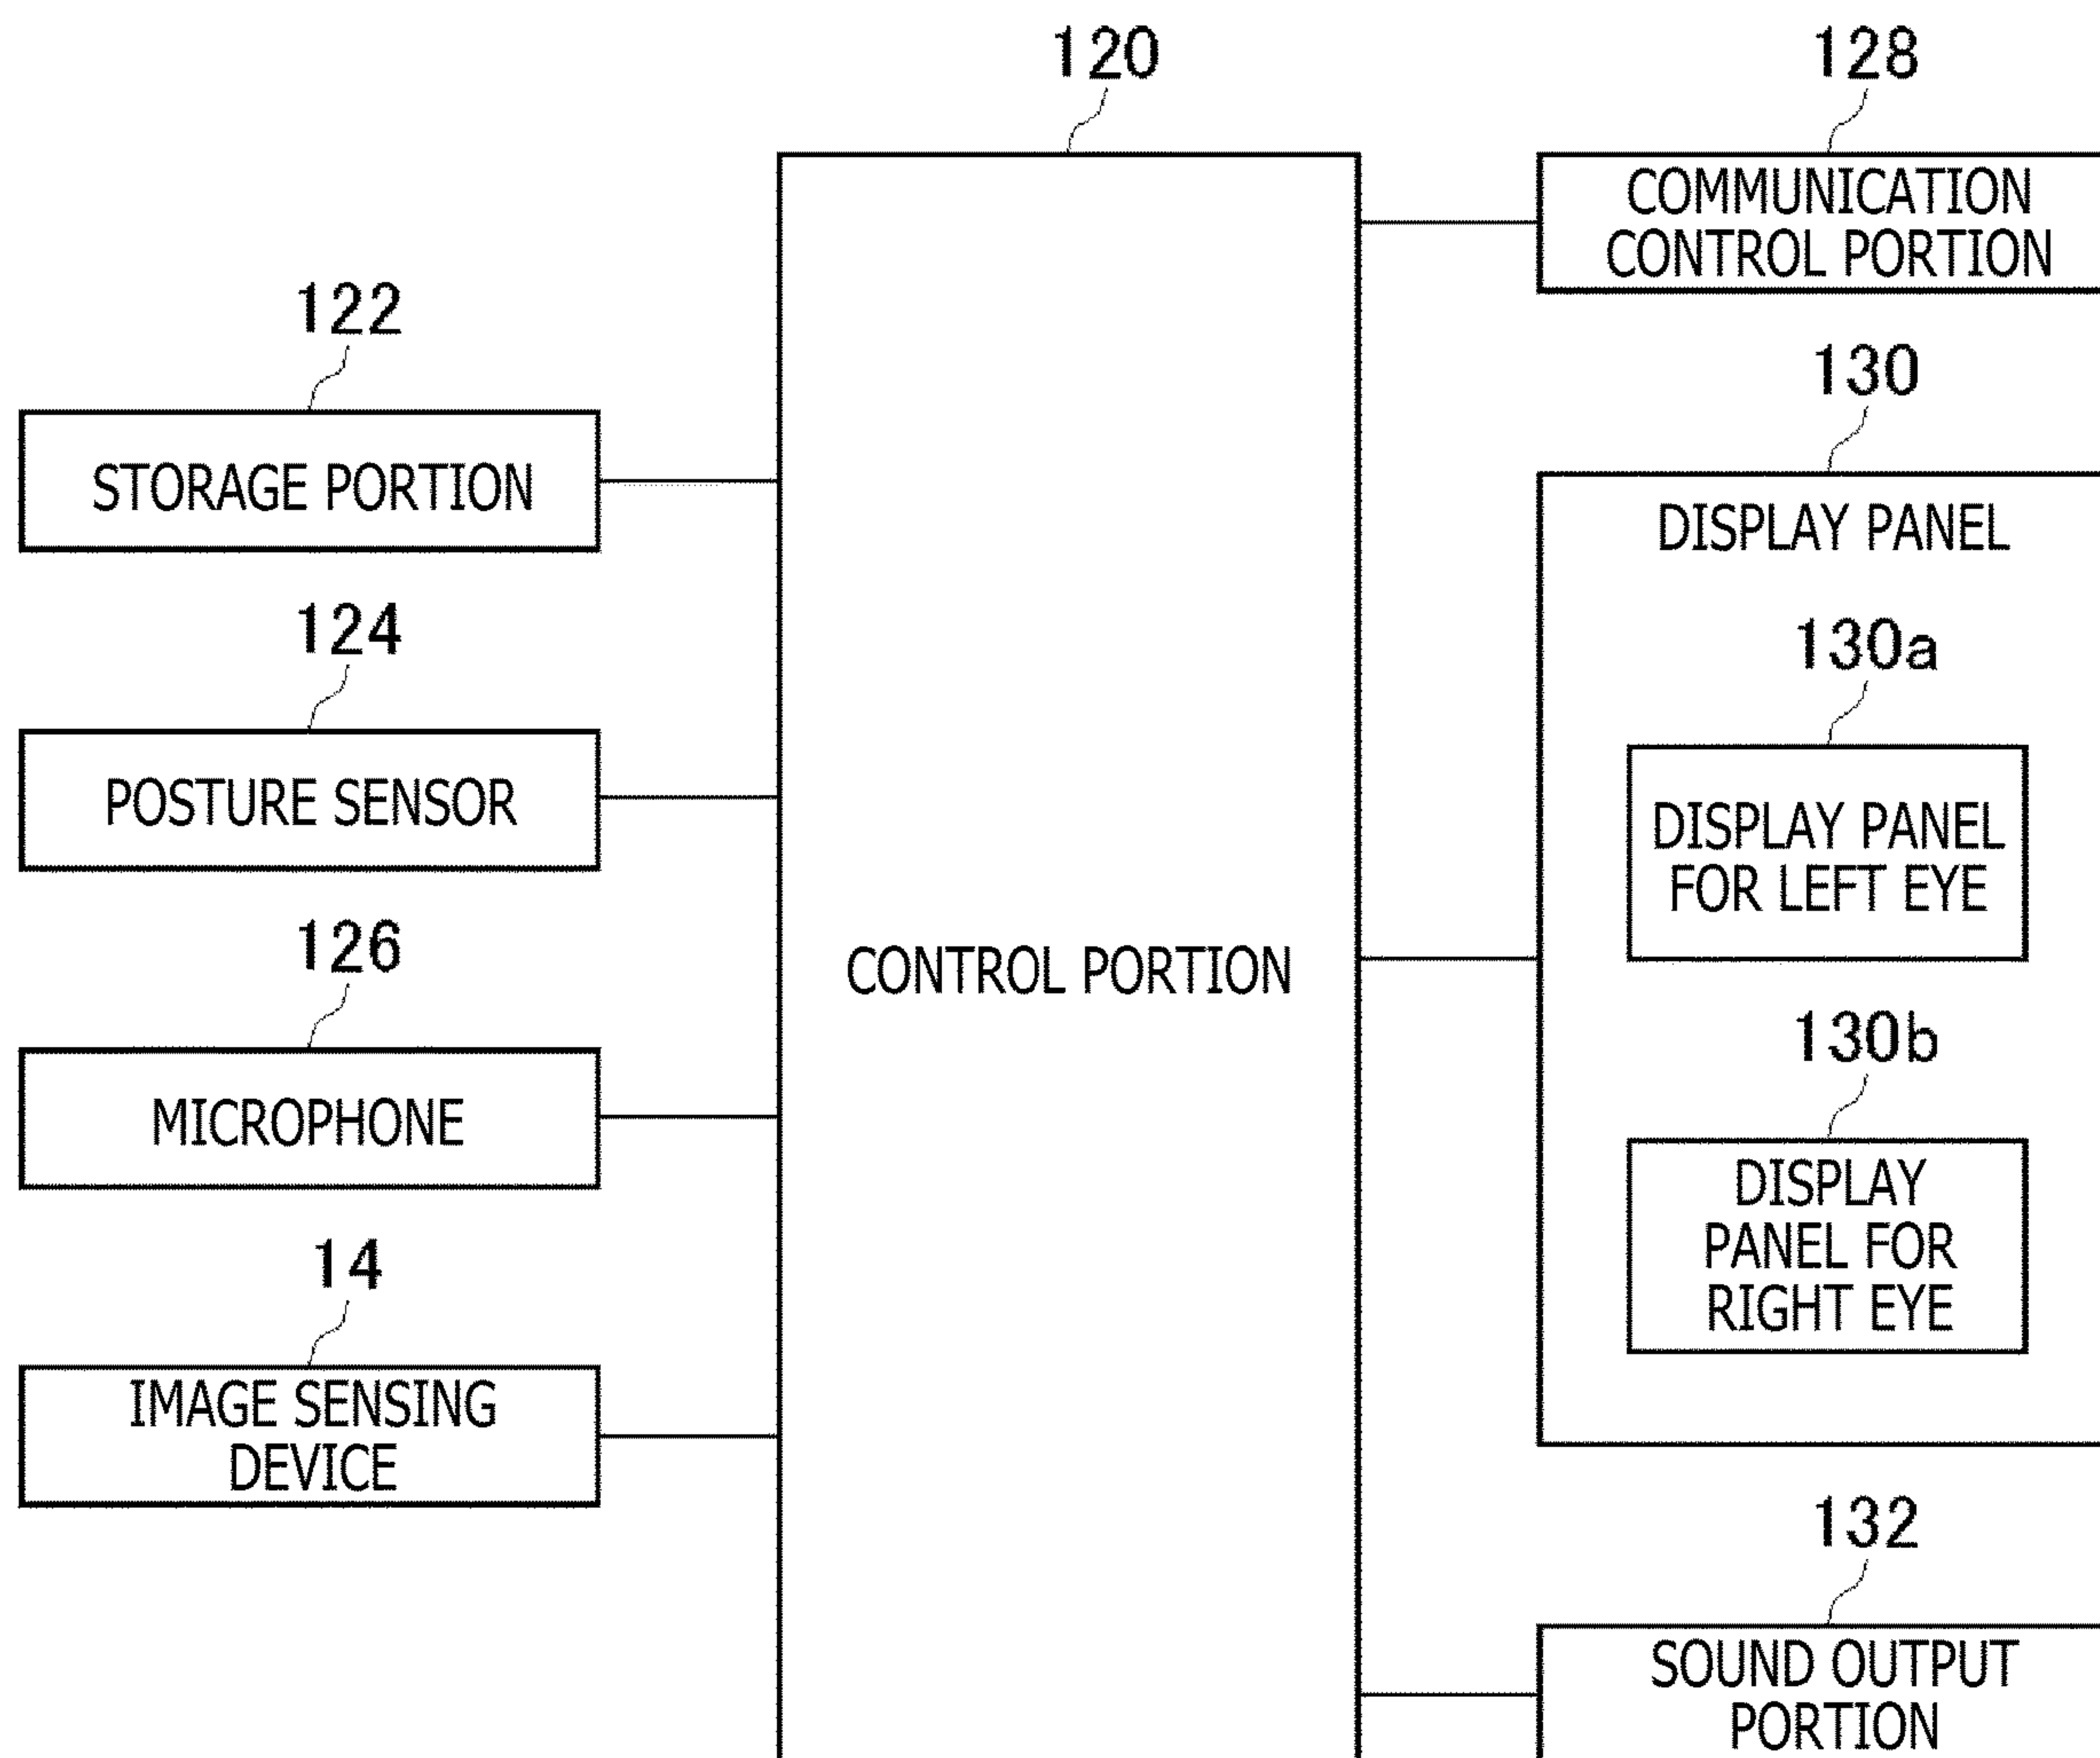 120
128
COMMUNICATION
CONTROL PORTION
122
130
STORAGE PORTION
DISPLAY PANEL
124
130a
POSTURE SENSOR
DISPLAY PANEL
FOR LEFT EYE
126
CONTROL PORTION
130b
MICROPHONE
DISPLAY
PANEL FOR
RIGHT EYE
14
IMAGE SENSING
DEVICE
132
SOUND OUTPUT
PORTION